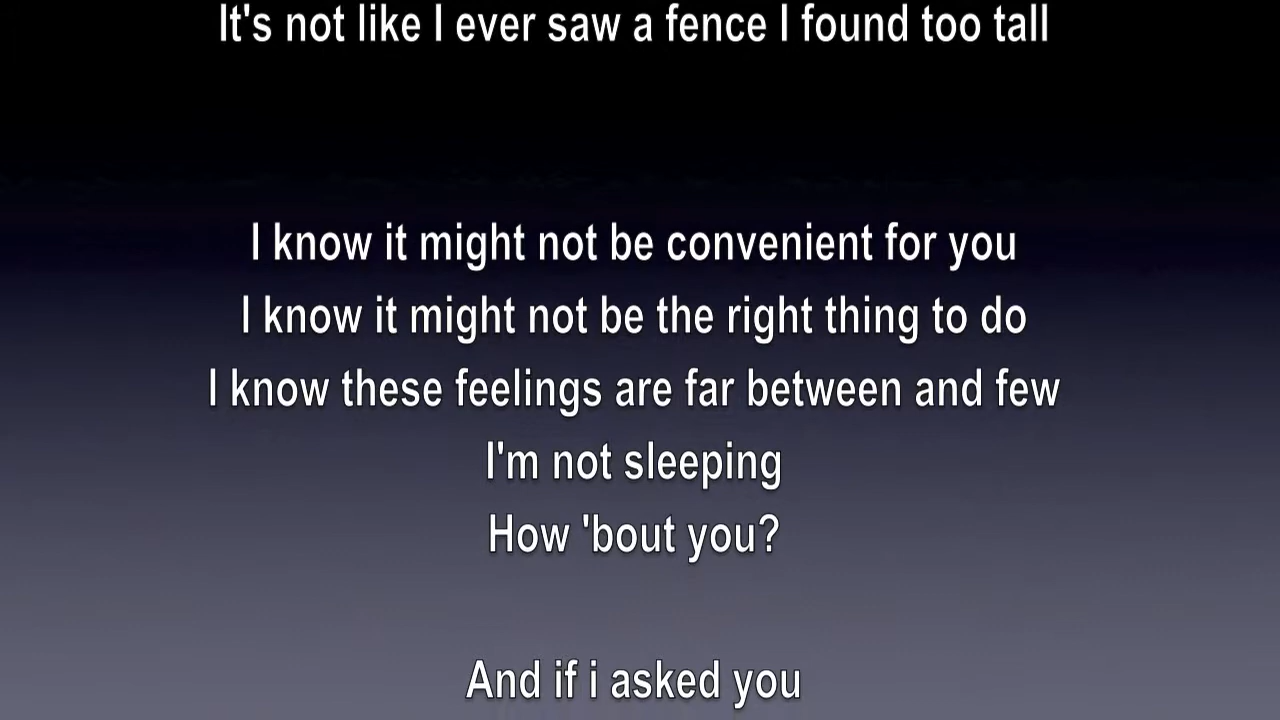 It's not like I ever saw a fence I found too tall
I know it might not be convenient for you
I know it might not be the right thing to do
I know these feelings are far between and few
I'm not sleeping
How 'bout you?
And if i asked you